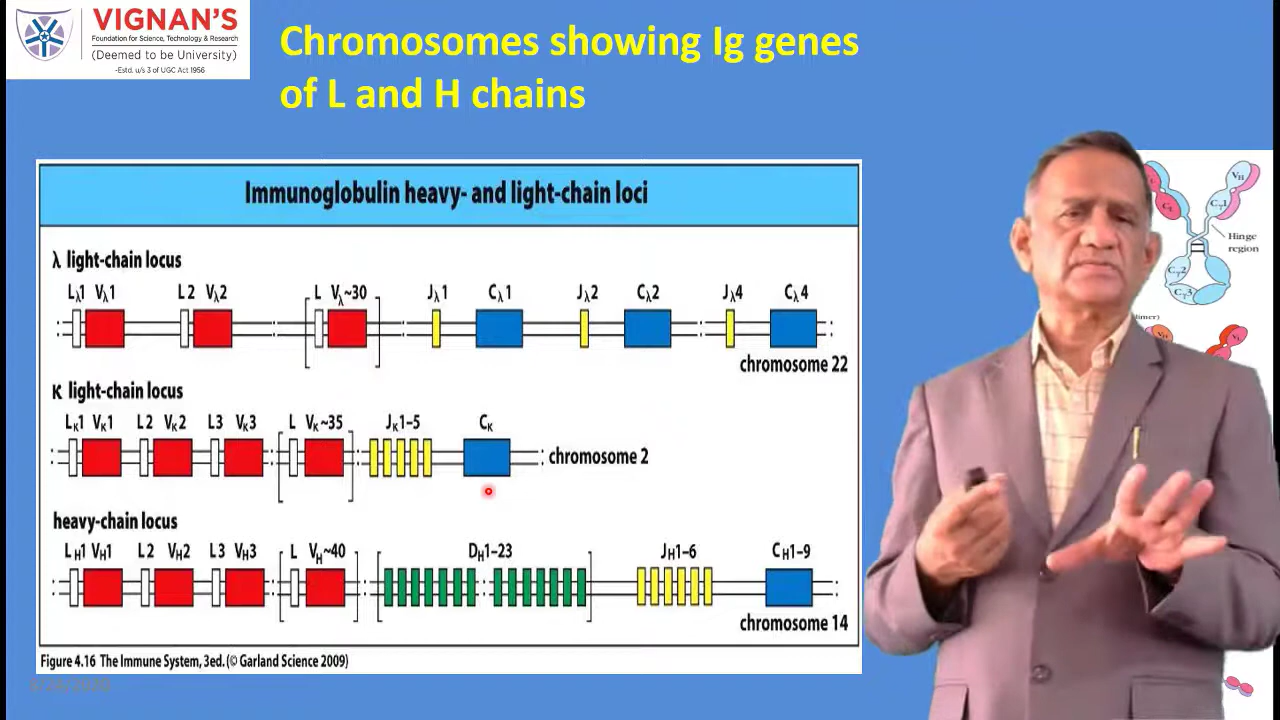 VIGNAN'S
Foundation for Science, Technology & Research
(Deemed to be University)
-Estd. u/s 3 of UGC Act 1956
Chromosomes showing Ig genes
of L and H chains
Immunoglobulin heavy- and light-chain loci
λ light-chain locus
Lλ1 Vλ1 L2 Vλ2 L Vλ~30 Jλ1 Cλ1 Jλ2 Cλ2 Jλ4 Cλ4
chromosome 22
κ light-chain locus
Lκ1 Vκ1 L2 Vκ2 L3 Vκ3 L Vκ~35 Jκ1–5 Cκ
chromosome 2
heavy-chain locus
LH1 VH1 L2 VH2 L3 VH3 L VH~40 DH1–23 JH1–6 CH1–9
chromosome 14
Figure 4.16 The Immune System, 3ed. (© Garland Science 2009)
VH
Cγ1
Hinge
region
Cγ2
Cγ3